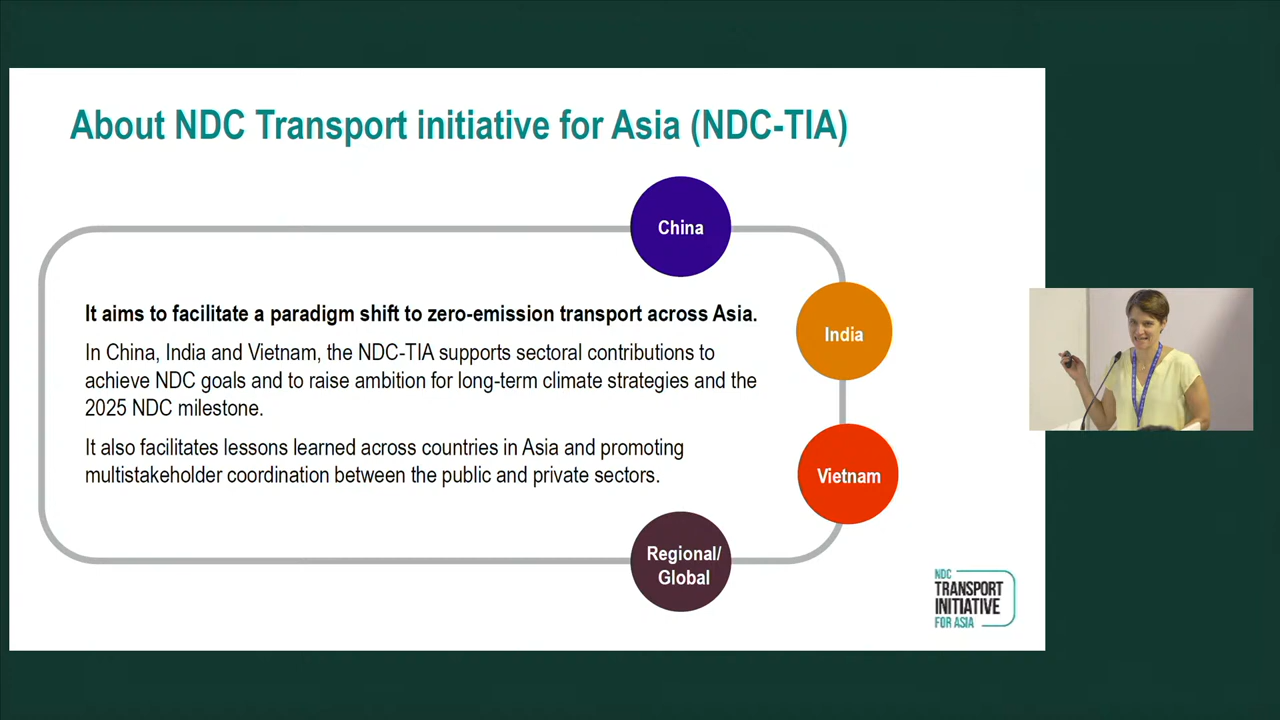 About NDC Transport initiative for Asia (NDC-TIA)
China
It aims to facilitate a paradigm shift to zero-emission transport across Asia.
In China, India and Vietnam, the NDC-TIA supports sectoral contributions to
achieve NDC goals and to raise ambition for long-term climate strategies and the
2025 NDC milestone.
It also facilitates lessons learned across countries in Asia and promoting
multistakeholder coordination between the public and private sectors.
India
Vietnam
Regional/
Global
NDC
TRANSPORT
INITIATIVE
FOR ASIA